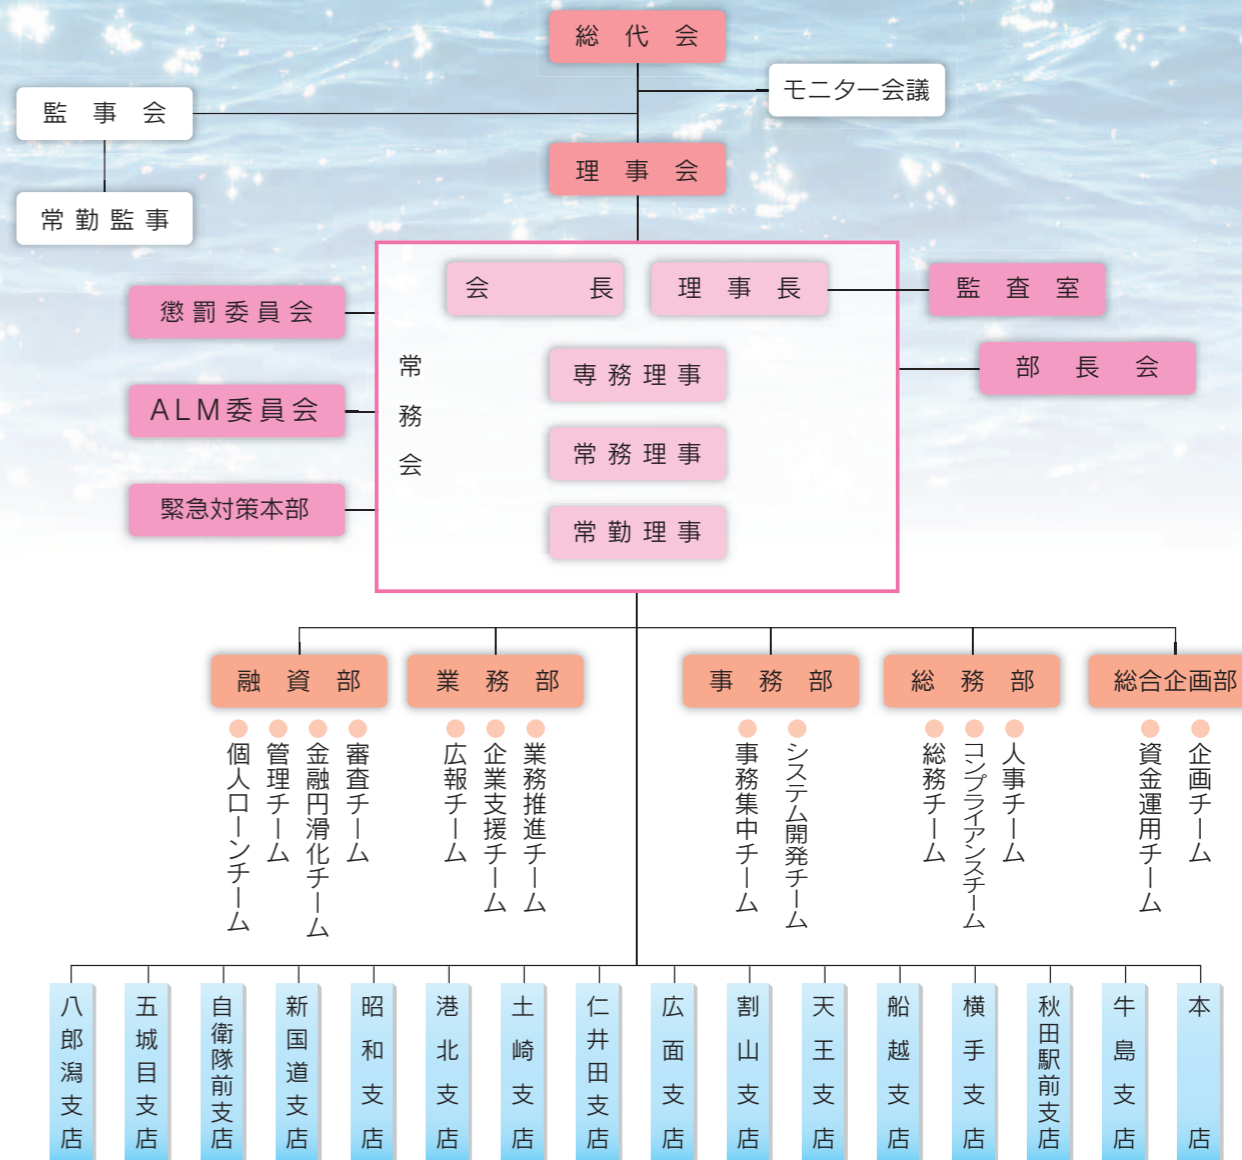 総代会
モニター会議
監事会
理事会
常勤監事
会長
理事長
監査室
懲罰委員会
常務会
専務理事
部長会
ALM委員会
常務理事
緊急対策本部
常勤理事
融資部
業務部
事務部
総務部
総合企画部
個人ローンチーム
管理チーム
金融円滑化チーム
審査チーム
広報チーム
企業支援チーム
業務推進チーム
事務集中チーム
システム開発チーム
総務チーム
コンプライアンスチーム
人事チーム
資金運用チーム
企画チーム
八郎潟支店
五城目支店
自衛隊前支店
新国道支店
昭和支店
港北支店
土崎支店
仁井田支店
広面支店
割山支店
天王支店
船越支店
横手支店
秋田駅前支店
牛島支店
本店